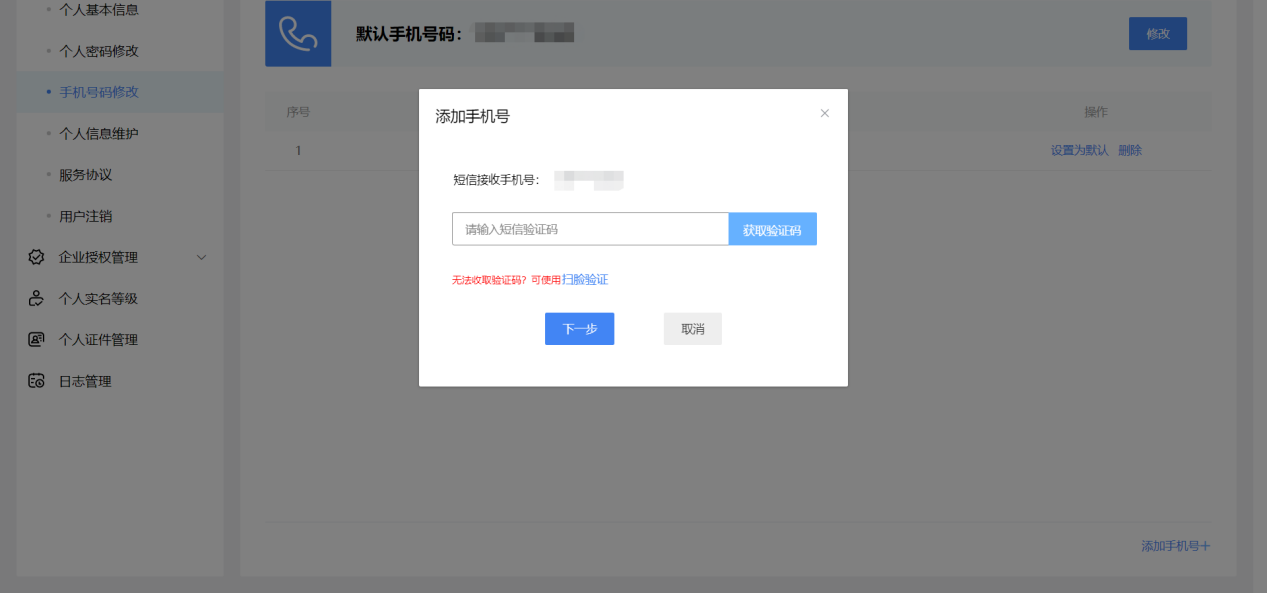 个人基本信息
个人密码修改
手机号码修改
个人信息维护
服务协议
用户注销
企业授权管理
个人实名等级
个人证件管理
日志管理
默认手机号码：
修改
序号
操作
1
设置为默认 删除
添加手机号
×
短信接收手机号：
请输入短信验证码
获取验证码
无法收取验证码？可使用扫脸验证
下一步
取消
添加手机号+